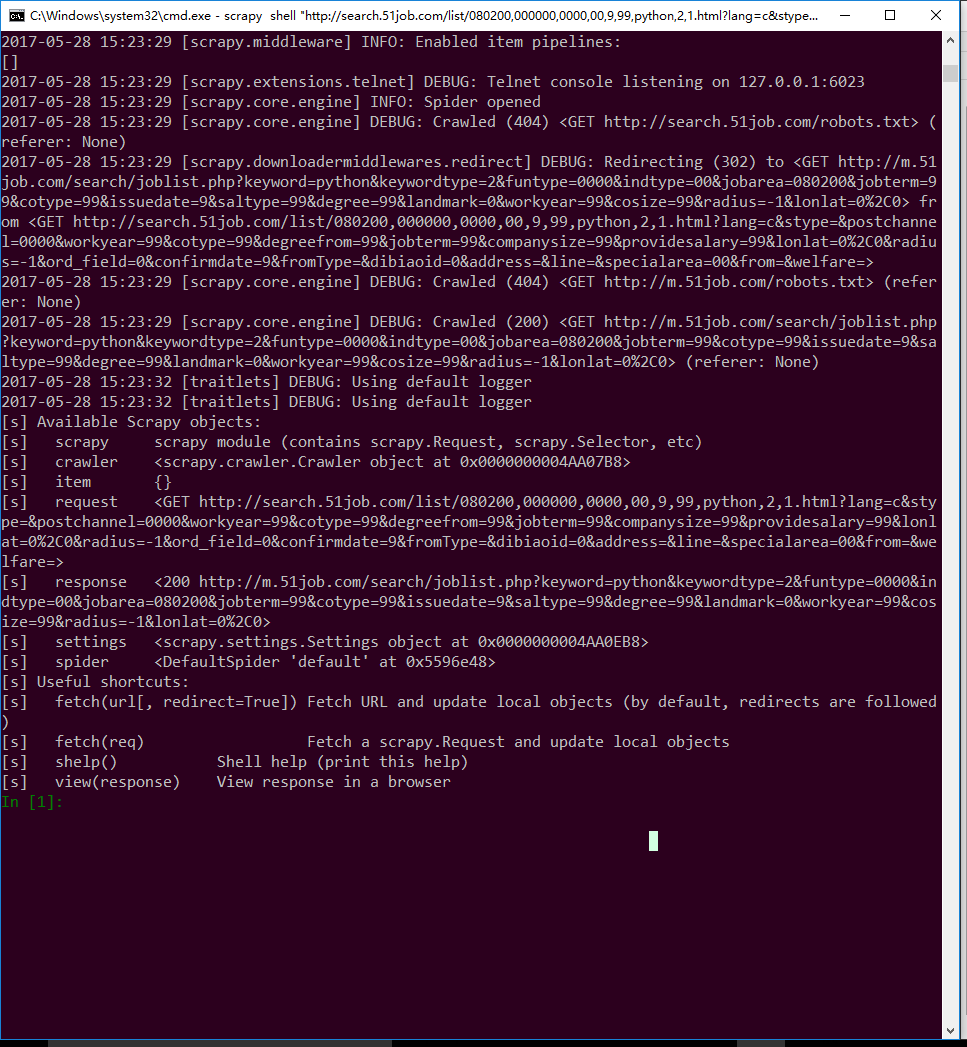 C:\Windows\system32\cmd.exe - scrapy  shell "http://search.51job.com/list/080200,000000,0000,00,9,99,python,2,1.html?lang=c&stype...
2017-05-28 15:23:29 [scrapy.middleware] INFO: Enabled item pipelines:
[]
2017-05-28 15:23:29 [scrapy.extensions.telnet] DEBUG: Telnet console listening on 127.0.0.1:6023
2017-05-28 15:23:29 [scrapy.core.engine] INFO: Spider opened
2017-05-28 15:23:29 [scrapy.core.engine] DEBUG: Crawled (404) <GET http://search.51job.com/robots.txt> (
referer: None)
2017-05-28 15:23:29 [scrapy.downloadermiddlewares.redirect] DEBUG: Redirecting (302) to <GET http://m.51
job.com/search/joblist.php?keyword=python&keywordtype=2&funtype=0000&indtype=00&jobarea=080200&jobterm=9
9&cotype=99&issuedate=9&saltype=99&degree=99&landmark=0&workyear=99&cosize=99&radius=-1&lonlat=0%2C0> fr
om <GET http://search.51job.com/list/080200,000000,0000,00,9,99,python,2,1.html?lang=c&stype=&postchanne
l=0000&workyear=99&cotype=99&degreefrom=99&jobterm=99&companysize=99&providesalary=99&lonlat=0%2C0&radiu
s=-1&ord_field=0&confirmdate=9&fromType=&dibiaoid=0&address=&line=&specialarea=00&from=&welfare=>
2017-05-28 15:23:29 [scrapy.core.engine] DEBUG: Crawled (404) <GET http://m.51job.com/robots.txt> (refer
er: None)
2017-05-28 15:23:29 [scrapy.core.engine] DEBUG: Crawled (200) <GET http://m.51job.com/search/joblist.php
?keyword=python&keywordtype=2&funtype=0000&indtype=00&jobarea=080200&jobterm=99&cotype=99&issuedate=9&sa
ltype=99&degree=99&landmark=0&workyear=99&cosize=99&radius=-1&lonlat=0%2C0> (referer: None)
2017-05-28 15:23:32 [traitlets] DEBUG: Using default logger
2017-05-28 15:23:32 [traitlets] DEBUG: Using default logger
[s] Available Scrapy objects:
[s]   scrapy     scrapy module (contains scrapy.Request, scrapy.Selector, etc)
[s]   crawler    <scrapy.crawler.Crawler object at 0x0000000004AA07B8>
[s]   item       {}
[s]   request    <GET http://search.51job.com/list/080200,000000,0000,00,9,99,python,2,1.html?lang=c&sty
pe=&postchannel=0000&workyear=99&cotype=99&degreefrom=99&jobterm=99&companysize=99&providesalary=99&lonl
at=0%2C0&radius=-1&ord_field=0&confirmdate=9&fromType=&dibiaoid=0&address=&line=&specialarea=00&from=&we
lfare=>
[s]   response   <200 http://m.51job.com/search/joblist.php?keyword=python&keywordtype=2&funtype=0000&in
dtype=00&jobarea=080200&jobterm=99&cotype=99&issuedate=9&saltype=99&degree=99&landmark=0&workyear=99&cos
ize=99&radius=-1&lonlat=0%2C0>
[s]   settings   <scrapy.settings.Settings object at 0x0000000004AA0EB8>
[s]   spider     <DefaultSpider 'default' at 0x5596e48>
[s] Useful shortcuts:
[s]   fetch(url[, redirect=True]) Fetch URL and update local objects (by default, redirects are followed
)
[s]   fetch(req)                  Fetch a scrapy.Request and update local objects
[s]   shelp()           Shell help (print this help)
[s]   view(response)    View response in a browser
In [1]: